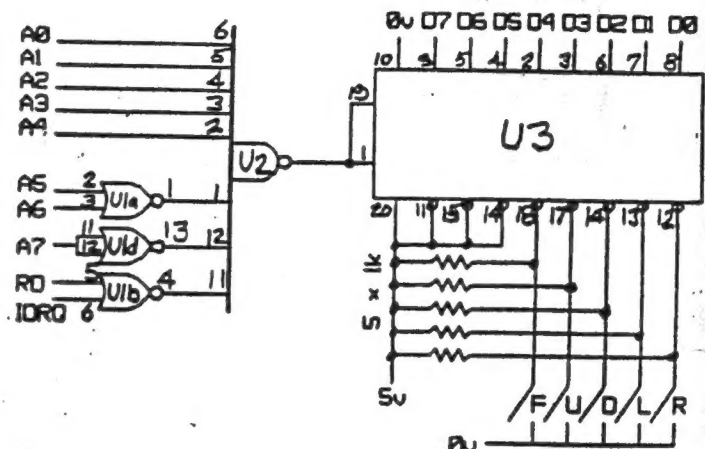 A0
A1
A2
A3
A4
A5
A6
A7
RD
IORQ
6
5
4
3
2
2
3
U1a
1
1
11
12
U1d
13
12
5
6
U1b
4
11
U2
0v D7 D6 D5 D4 D3 D2 D1 D0
10 9 5 4 2 3 6 7 8
19
1
U3
20 11 15 14 18 17 14 13 12
5 x 1k
5v
F U D L R
0v